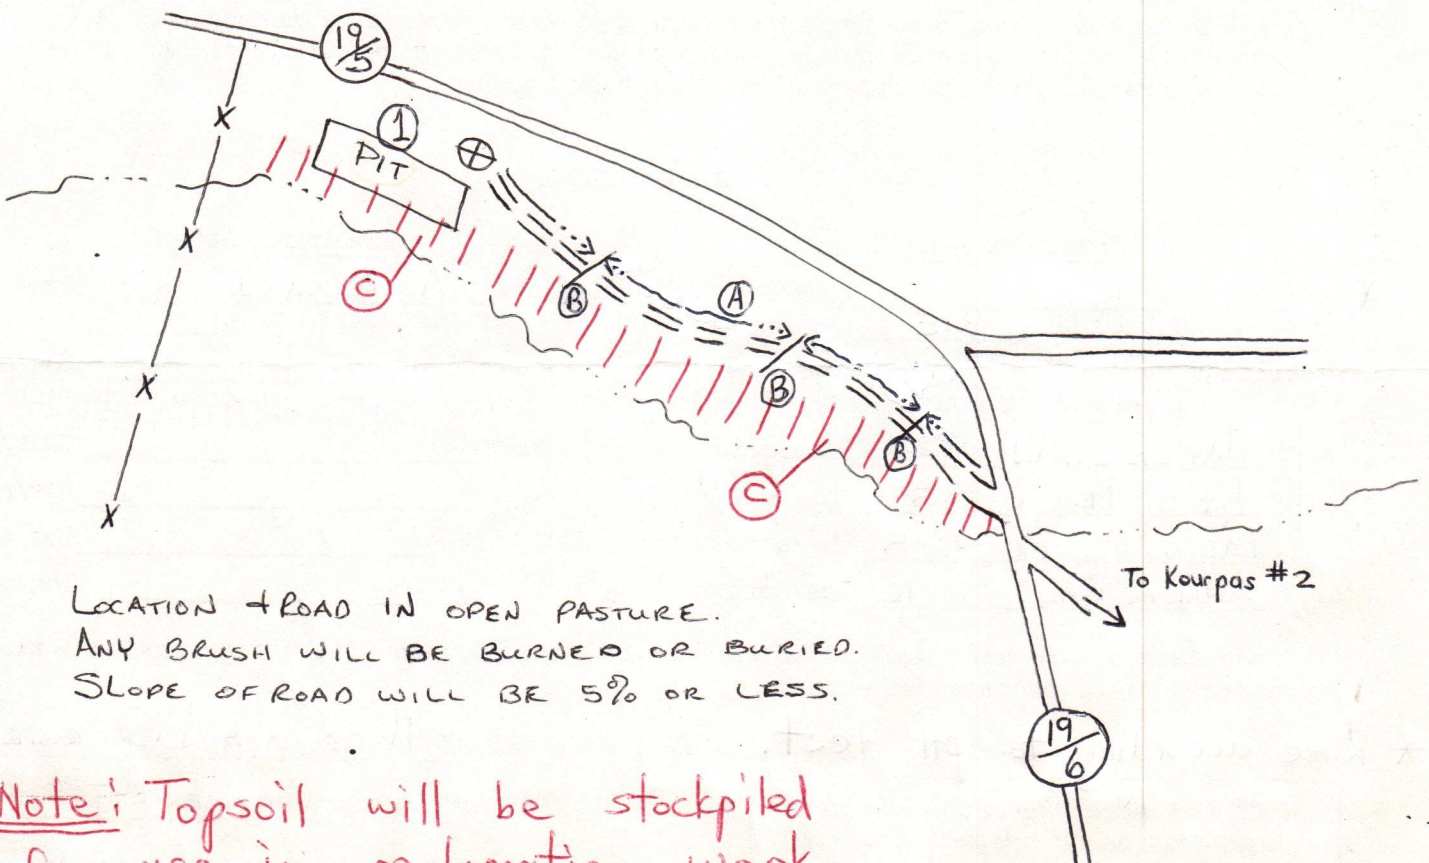 19/5
1
PIT
C
B
A
B
B
C
To Kourpas #2
LOCATION + ROAD IN OPEN PASTURE.
ANY BRUSH WILL BE BURNED OR BURIED.
SLOPE OF ROAD WILL BE 5% OR LESS.
19/6
Note: Topsoil will be stockpiled